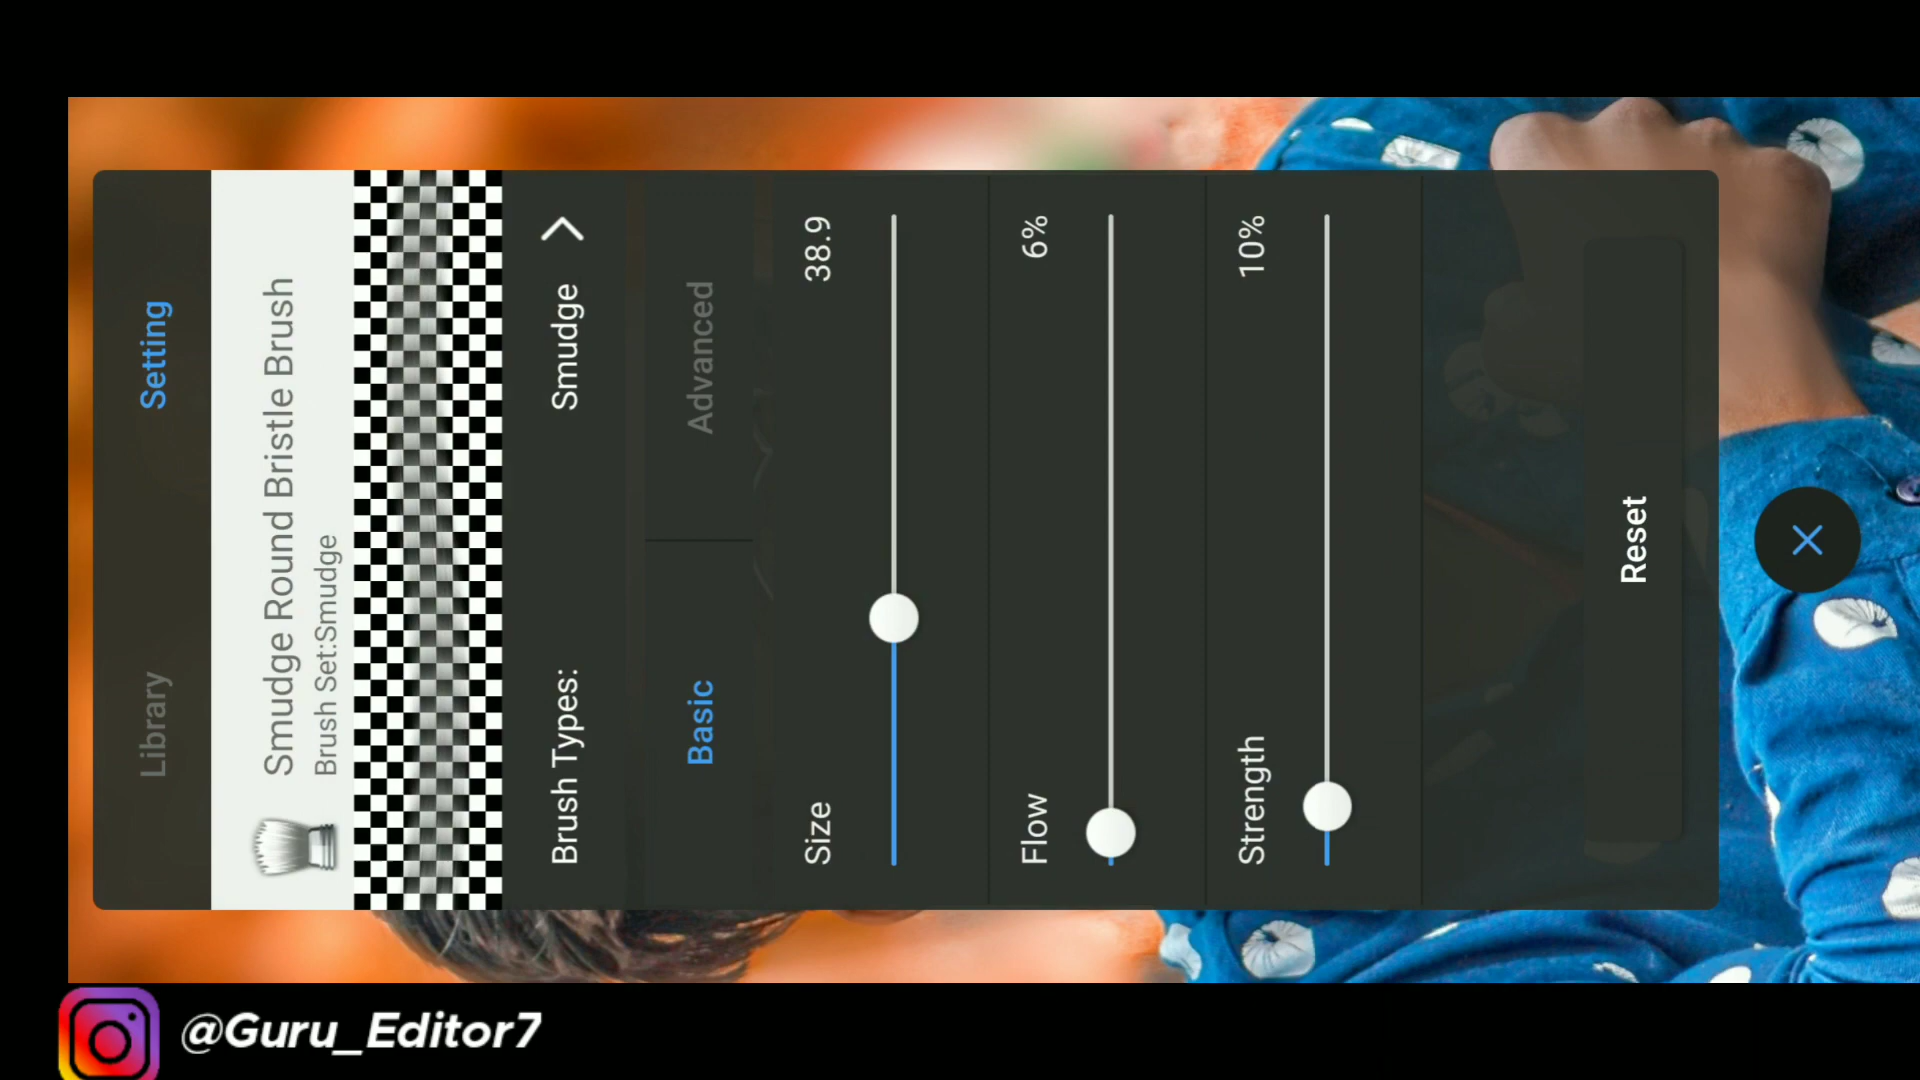 Library Setting
Smudge Round Bristle Brush
Brush Set:Smudge
Brush Types: Smudge
Basic Advanced
Size 38.9
Flow 6%
Strength 10%
Reset
@Guru_Editor7